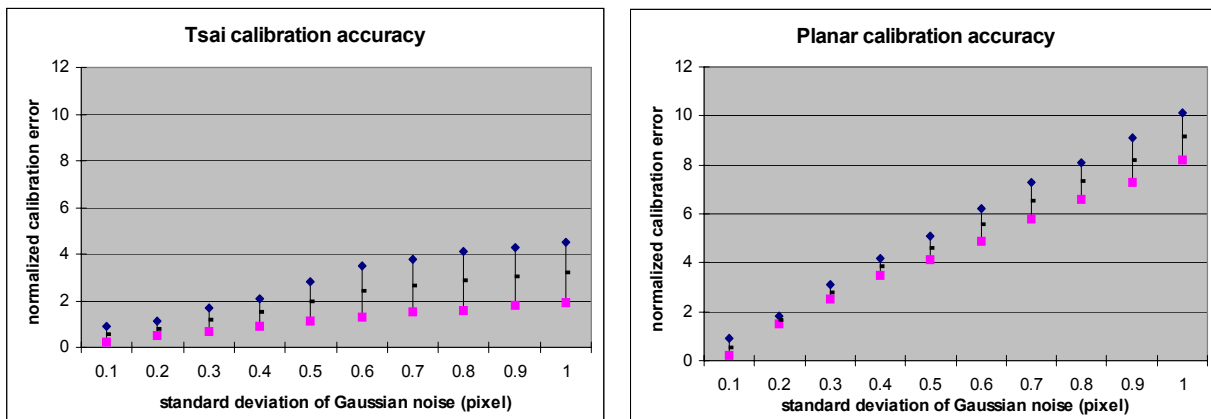 Tsai calibration accuracy
normalized calibration error
12
10
8
6
4
2
0
0.1 0.2 0.3 0.4 0.5 0.6 0.7 0.8 0.9 1
standard deviation of Gaussian noise (pixel)
Planar calibration accuracy
normalized calibration error
12
10
8
6
4
2
0
0.1 0.2 0.3 0.4 0.5 0.6 0.7 0.8 0.9 1
standard deviation of Gaussian noise (pixel)